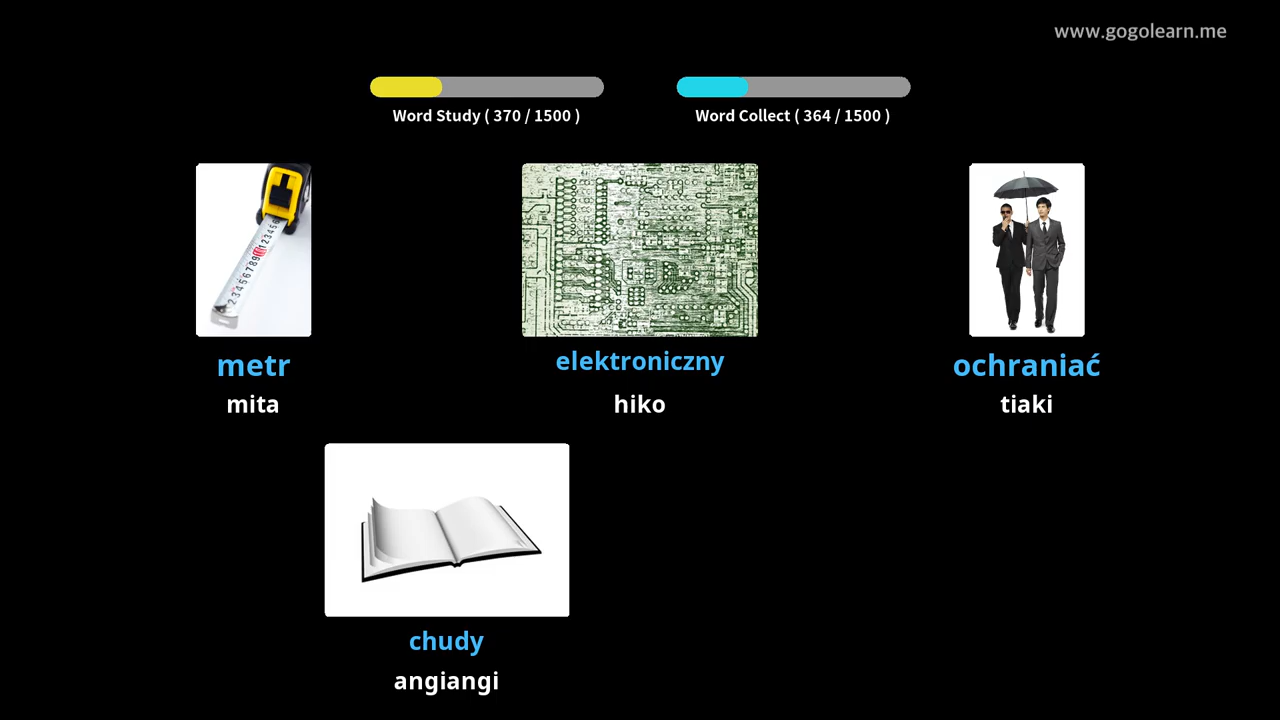 www.gogolearn.me
Word Study ( 370 / 1500 )
Word Collect ( 364 / 1500 )
metr
mita
elektroniczny
hiko
ochraniać
tiaki
chudy
angiangi